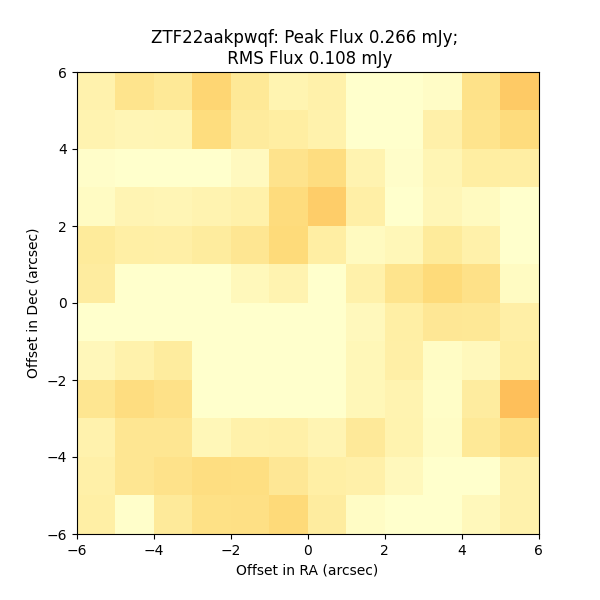 ZTF22aakpwqf: Peak Flux 0.266 mJy;
RMS Flux 0.108 mJy
6
4
2
0
−2
−4
−6
Offset in Dec (arcsec)
−6 −4 −2 0 2 4 6
Offset in RA (arcsec)